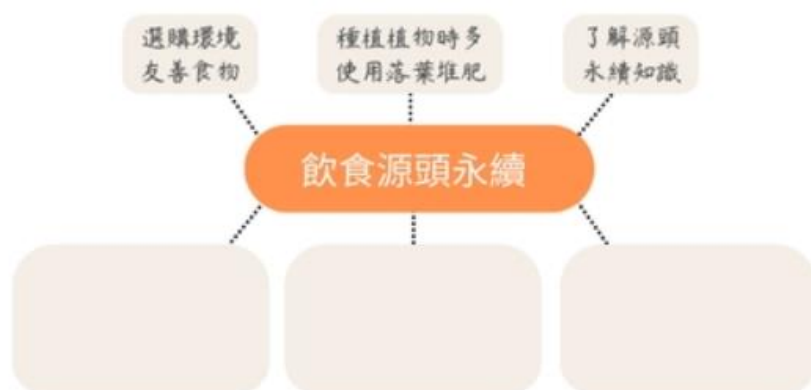 選購環境
友善食物
種植植物時多
使用落葉堆肥
了解源頭
永續知識
飲食源頭永續